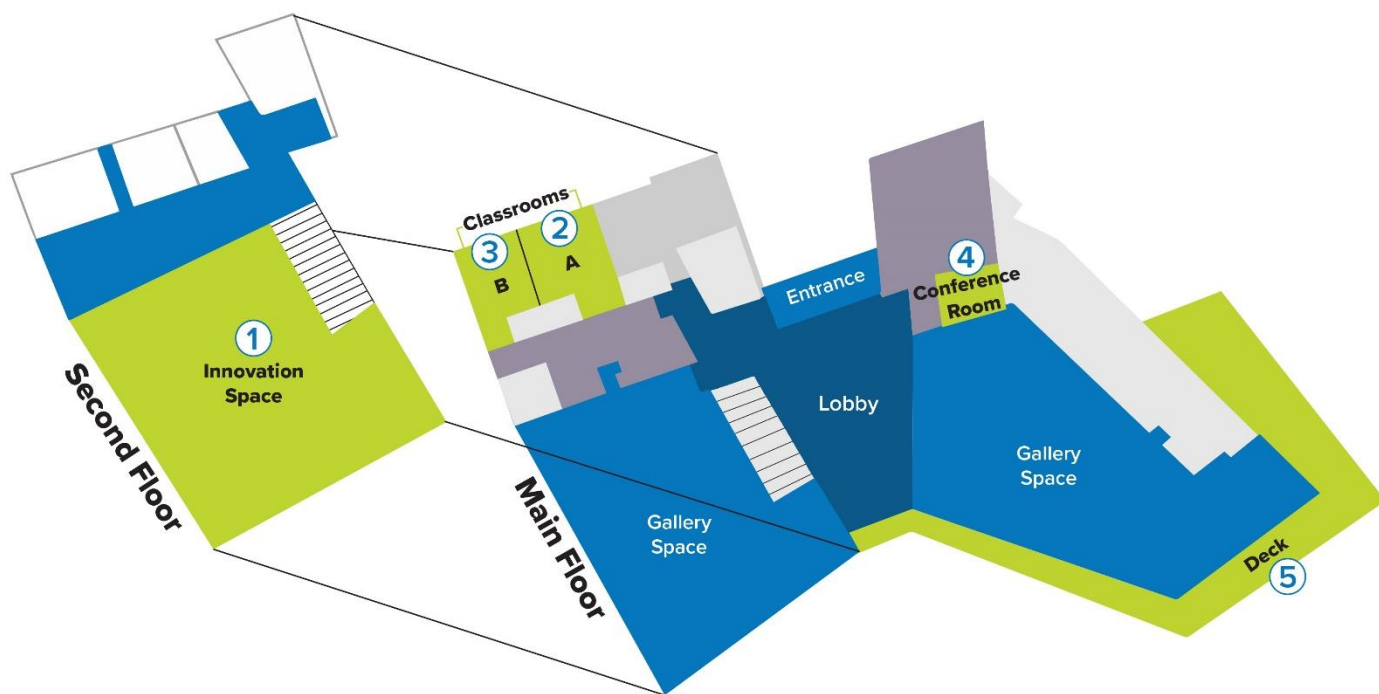 Second Floor
1
Innovation
Space
Main Floor
Classrooms
3
B
2
A
Entrance
Lobby
Gallery
Space
4
Conference
Room
Gallery
Space
Deck
5